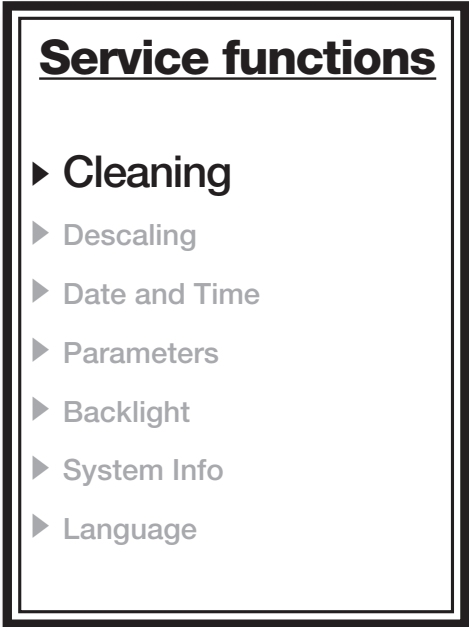 Service functions
Cleaning
Descaling
Date and Time
Parameters
Backlight
System Info
Language